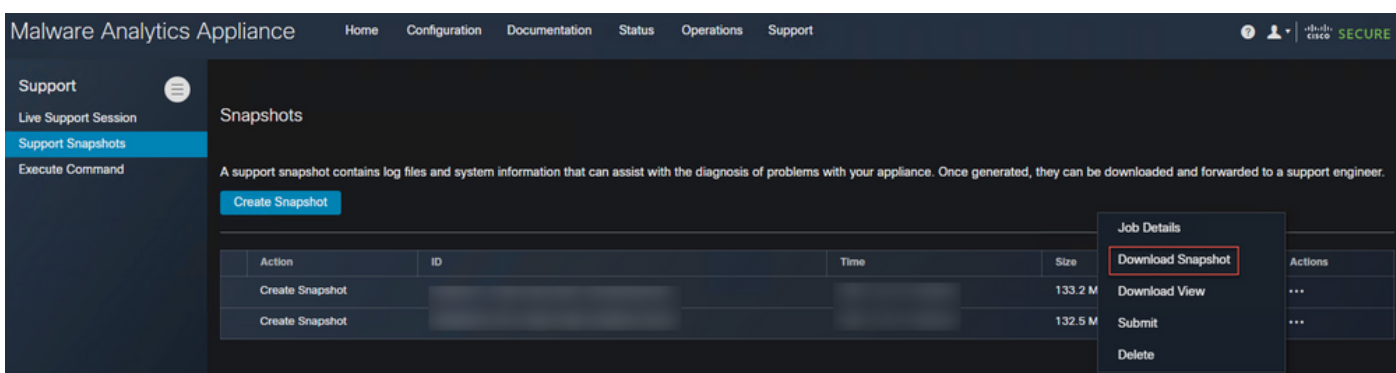 Malware Analytics Appliance Home Configuration Documentation Status Operations Support
cisco SECURE
Support
Live Support Session
Support Snapshots
Execute Command
Snapshots
A support snapshot contains log files and system information that can assist with the diagnosis of problems with your appliance. Once generated, they can be downloaded and forwarded to a support engineer.
Create Snapshot
Action ID Time Size Actions
Create Snapshot 133.2 M ...
Create Snapshot 132.5 M ...
Job Details
Download Snapshot
Download View
Submit
Delete